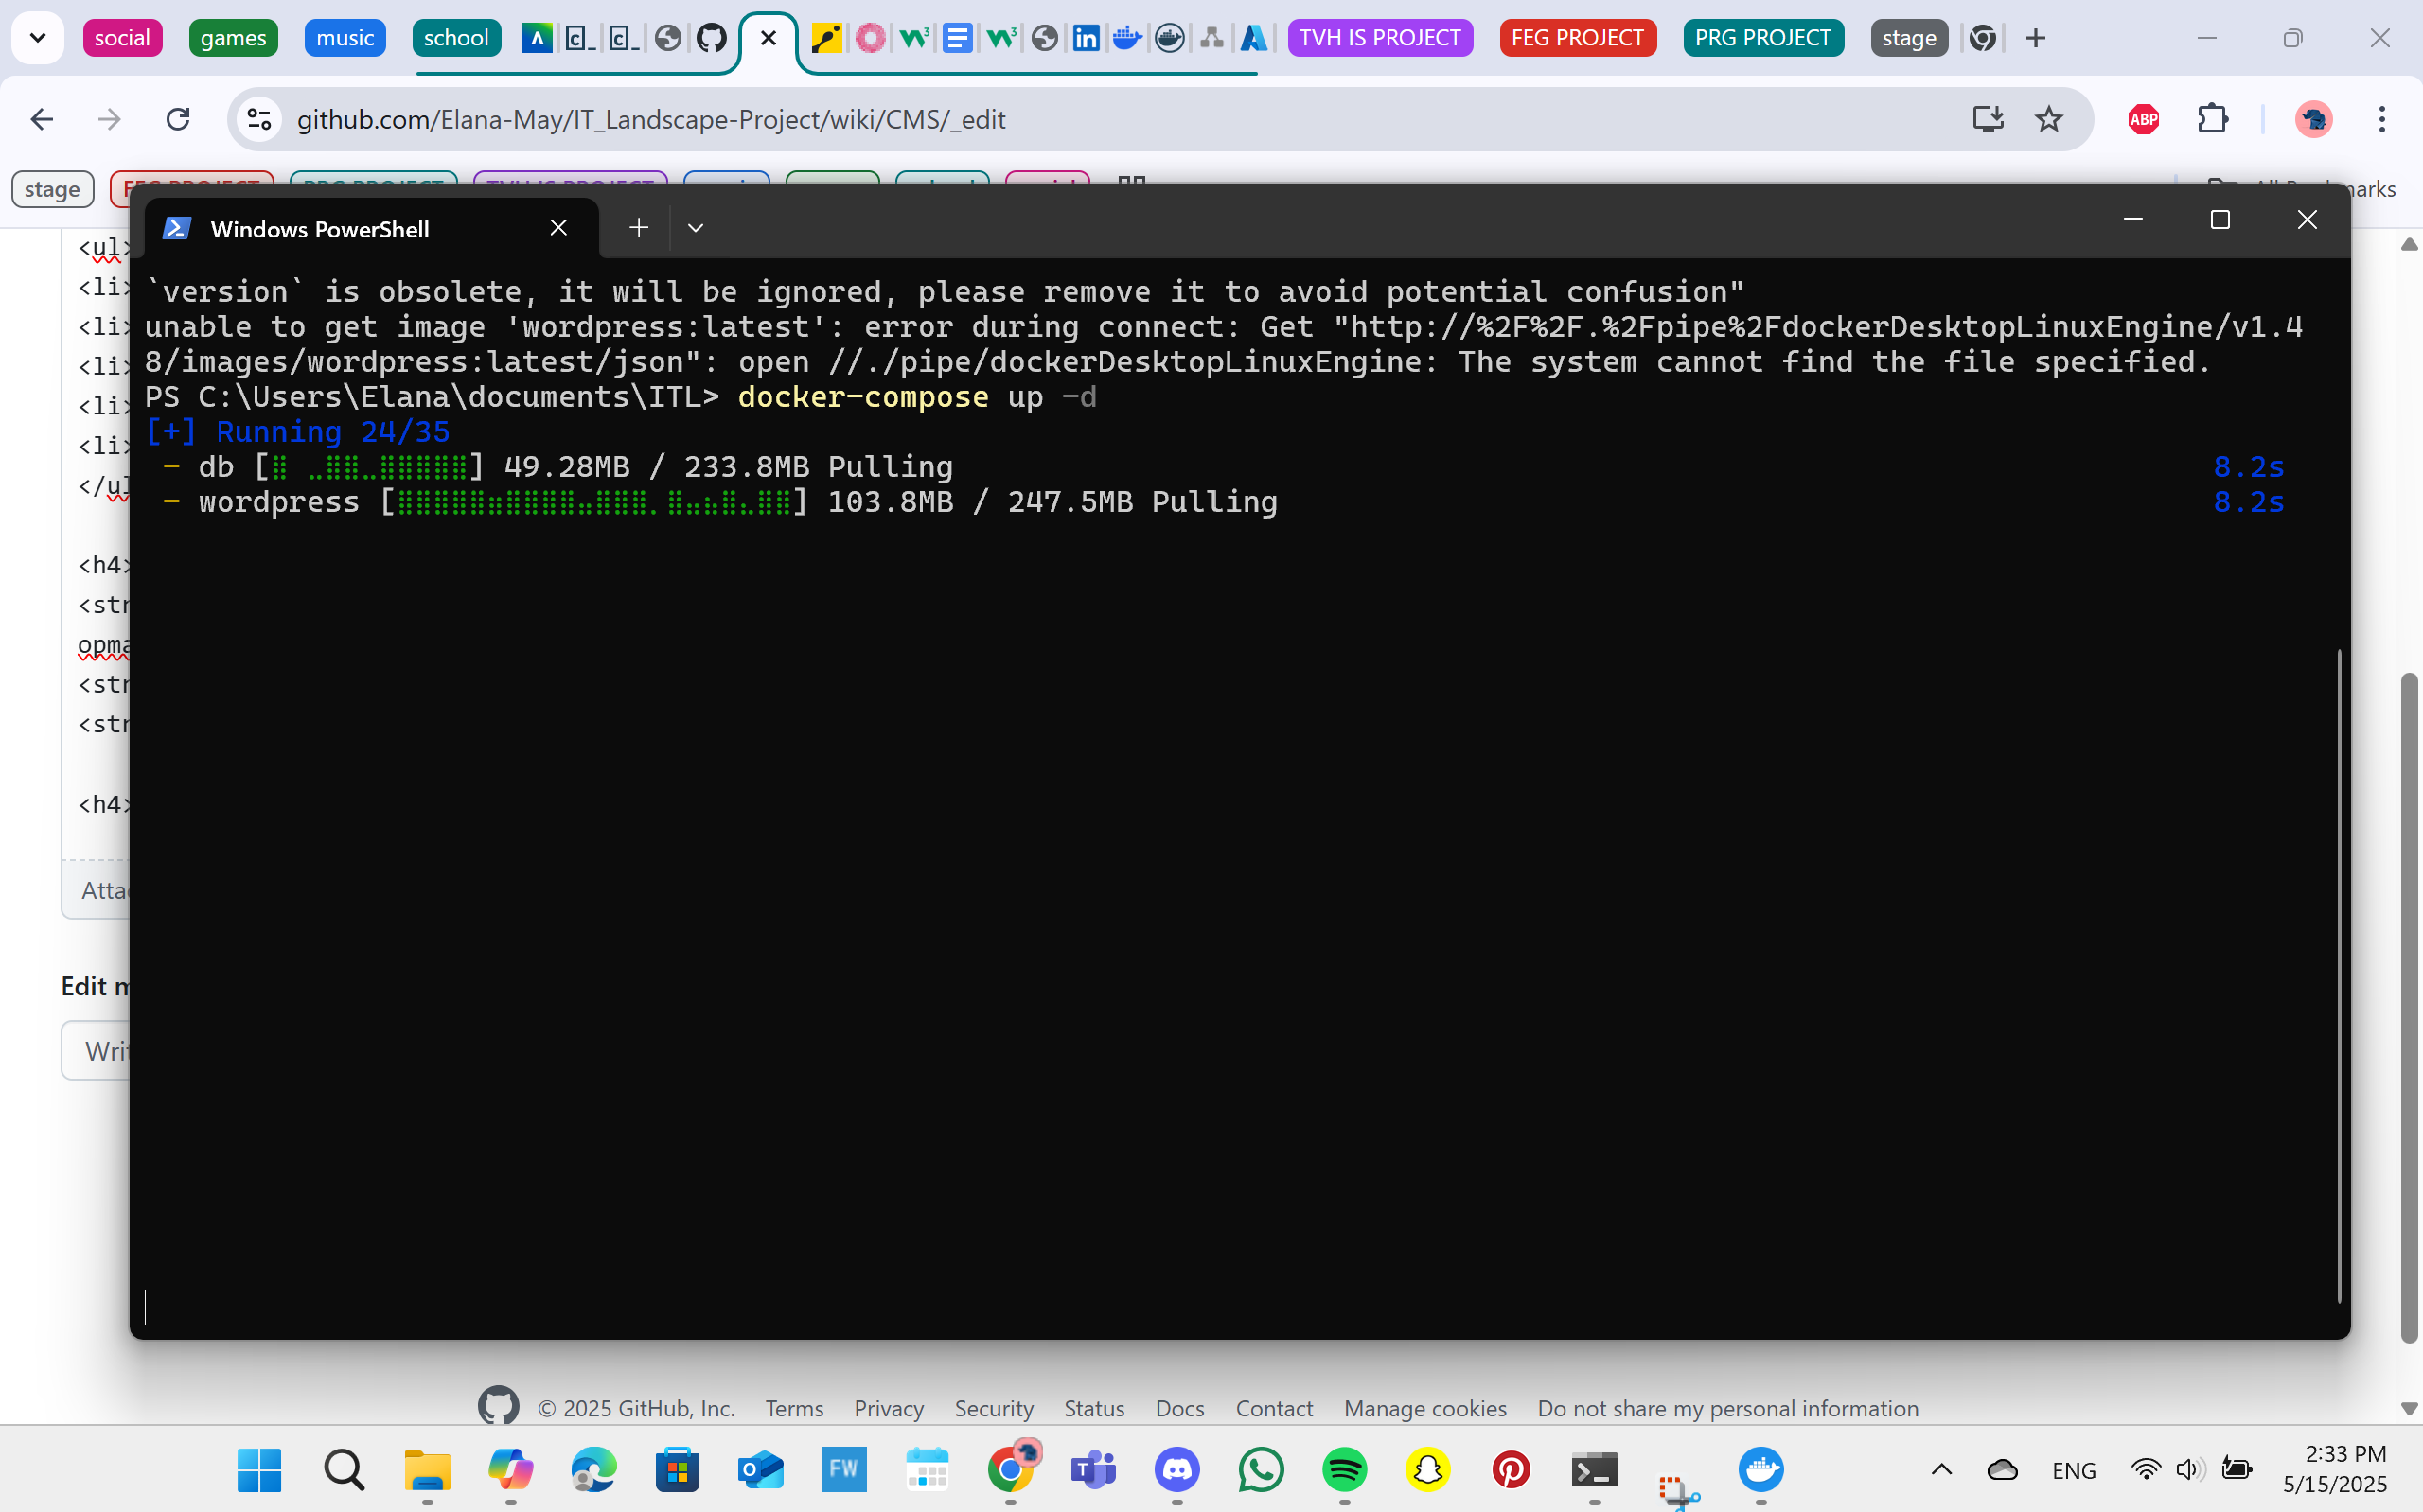 social games music school TVH IS PROJECT FEG PROJECT PRG PROJECT stage
github.com/Elana-May/IT_Landscape-Project/wiki/CMS/_edit
ABP
stage
Windows PowerShell
`version` is obsolete, it will be ignored, please remove it to avoid potential confusion"
unable to get image 'wordpress:latest': error during connect: Get "http://%2F%2F.%2Fpipe%2FdockerDesktopLinuxEngine/v1.4
8/images/wordpress:latest/json": open //./pipe/dockerDesktopLinuxEngine: The system cannot find the file specified.
PS C:\Users\Elana\documents\ITL> docker-compose up -d
[+] Running 24/35
- db [⣿ ⣀⣿⣿⣀⣿⣿⣿⣿⣿] 49.28MB / 233.8MB Pulling 8.2s
- wordpress [⣿⣿⣿⣿⣿⣶⣿⣿⣿⣿⣤⣿⣿⣿⡀⣿⣤⣦⣿⣄⣿⣿] 103.8MB / 247.5MB Pulling 8.2s
<ul>
<li>
<li>
<li>
<li>
<li>
</ul
<h4>
<str
opma
<str
<str
<h4>
Atta
Edit m
Writ
© 2025 GitHub, Inc. Terms Privacy Security Status Docs Contact Manage cookies Do not share my personal information
FW
ENG
2:33 PM
5/15/2025